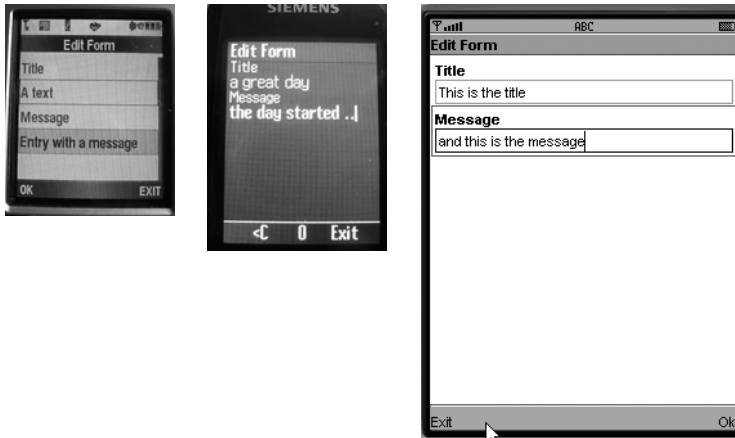 Edit Form
Title
A text
Message
Entry with a message
OK EXIT
SIEMENS
Edit Form
Title
a great day
Message
the day started ..
<C 0 Exit
ABC
Edit Form
Title
This is the title
Message
and this is the message
Exit Ok